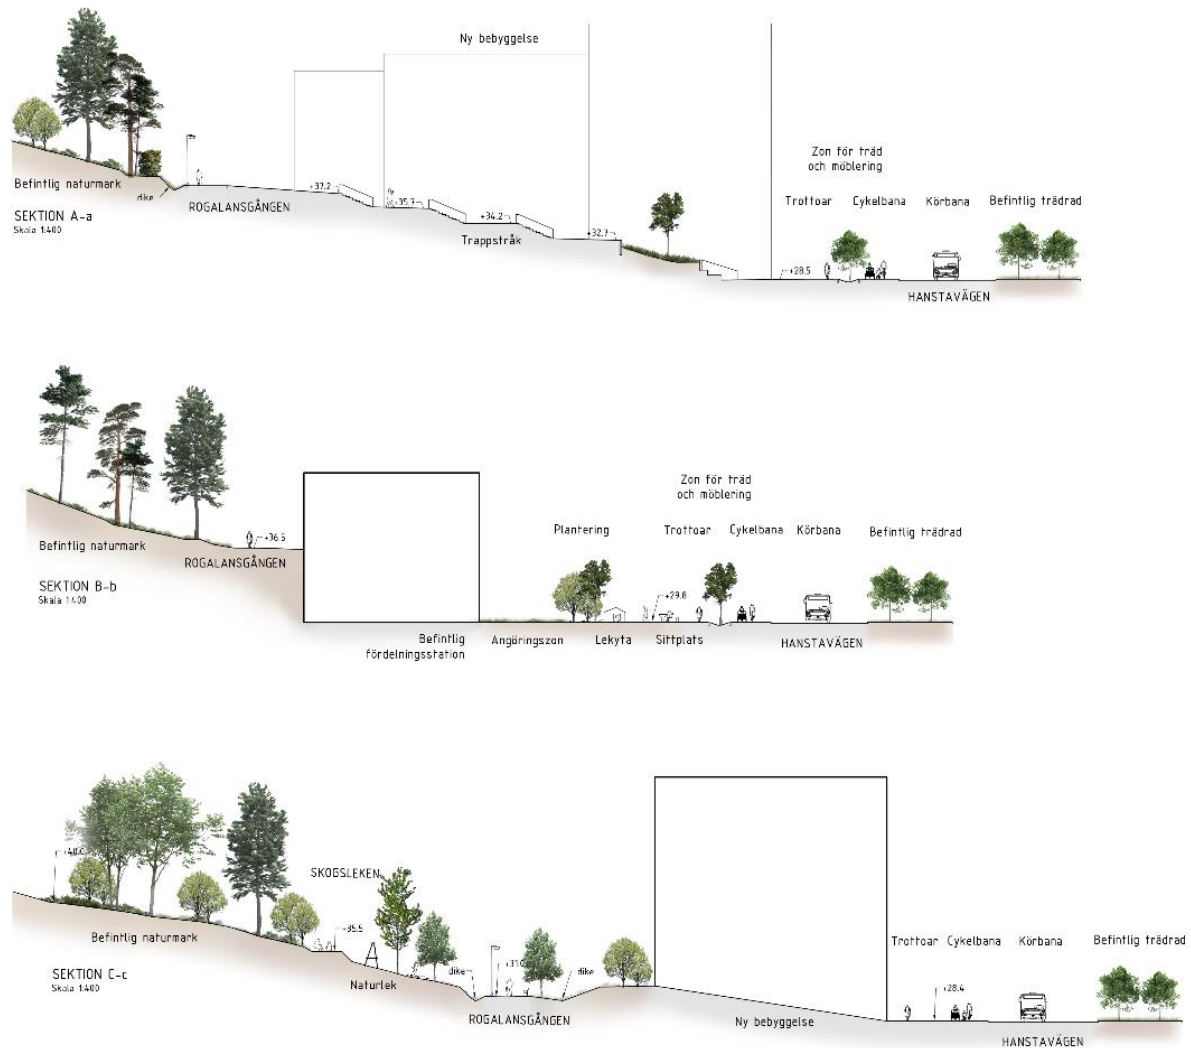 Ny bebyggelse
Zon för träd
och möblering
Trottoar Cykelbana Körbana Befintlig trädrad
Befintlig naturmark
dike
ROGALANSGÅNGEN
+37.2
+35.7
+34.2
+32.7
+28.5
SEKTION A-a
Skala 1:400
Trappstråk
HANSTAVÄGEN
Zon för träd
och möblering
Plantering Trottoar Cykelbana Körbana Befintlig trädrad
Befintlig naturmark
+36.5
ROGALANSGÅNGEN
SEKTION B-b
Skala 1:400
+29.8
Befintlig
fördelningsstation
Angöringszon Lekyta Sittplats HANSTAVÄGEN
SKOGSLEKEN
+35.5
Befintlig naturmark
Trottoar Cykelbana Körbana Befintlig trädrad
SEKTION C-c
Skala 1:400
Naturlek
dike
dike
+28.4
ROGALANSGÅNGEN
Ny bebyggelse
HANSTAVÄGEN